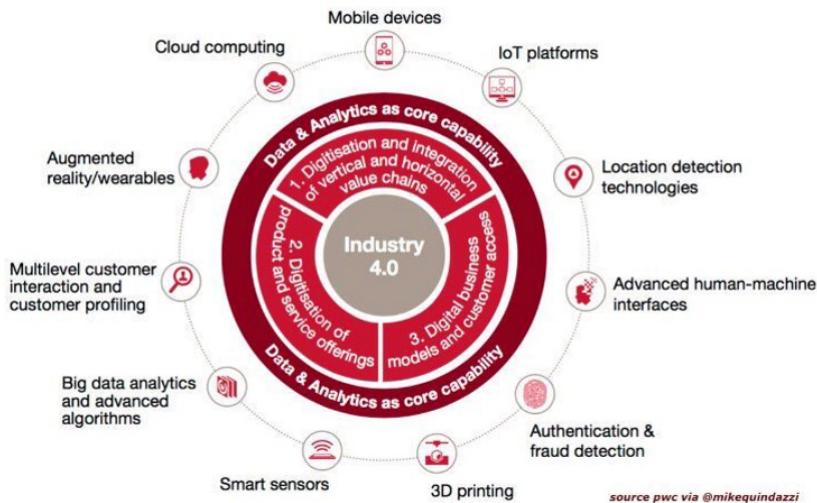 Mobile devices
Cloud computing
IoT platforms
Augmented
reality/wearables
Location detection
technologies
Multilevel customer
interaction and
customer profiling
Advanced human-machine
interfaces
Big data analytics
and advanced
algorithms
Authentication &
fraud detection
Smart sensors
3D printing
Data & Analytics as core capability
1. Digitisation and integration
of vertical and horizontal
value chains
2. Digitisation of
product and service offerings
Industry
4.0
3. Digital business
models and customer access
Data & Analytics as core capability
source pwc via @mikequindazzi